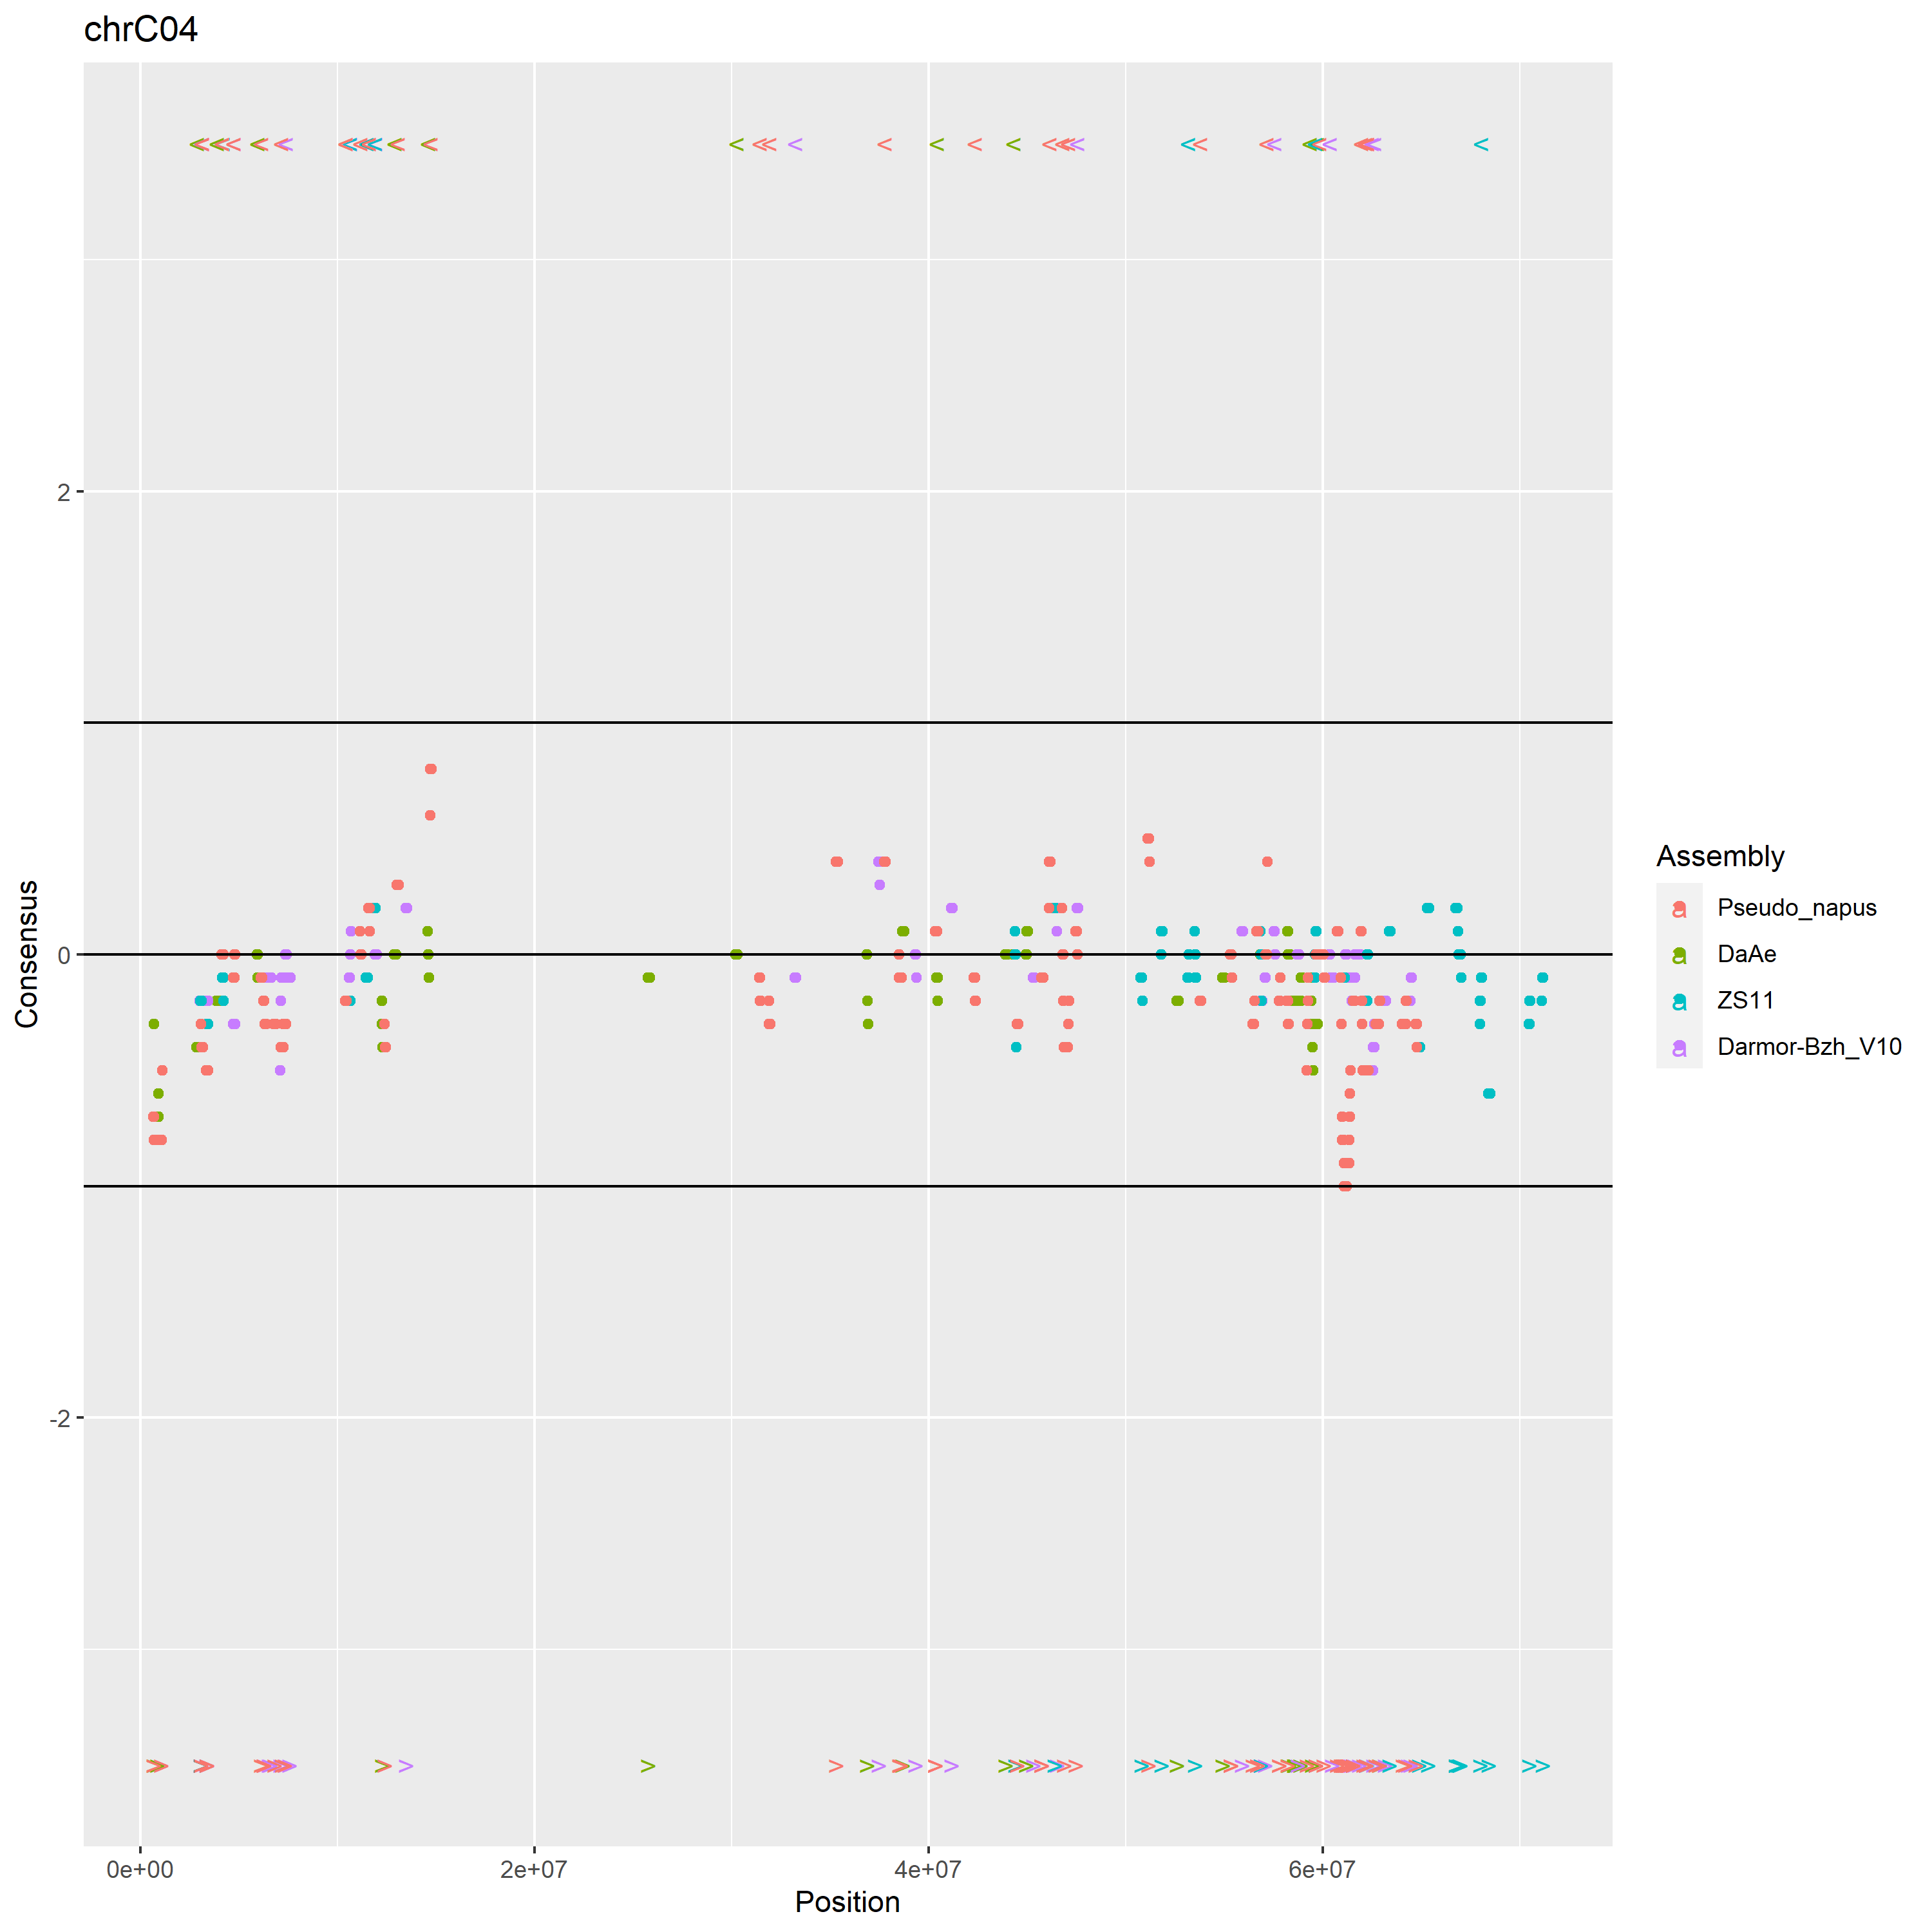 chrC04
2
0
-2
Consensus
0e+00 2e+07 4e+07 6e+07
Position
Assembly
a Pseudo_napus
a DaAe
a ZS11
a Darmor-Bzh_V10